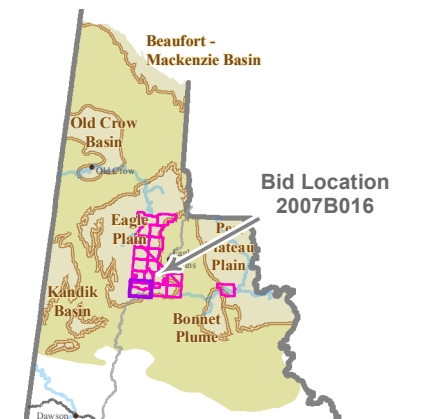 Beaufort -
Mackenzie Basin
Old Crow
Basin
Old Crow
Bid Location
2007B016
Eagle
Plain
Plateau
Plain
Kandik
Basin
Bonnet
Plume
Dawson